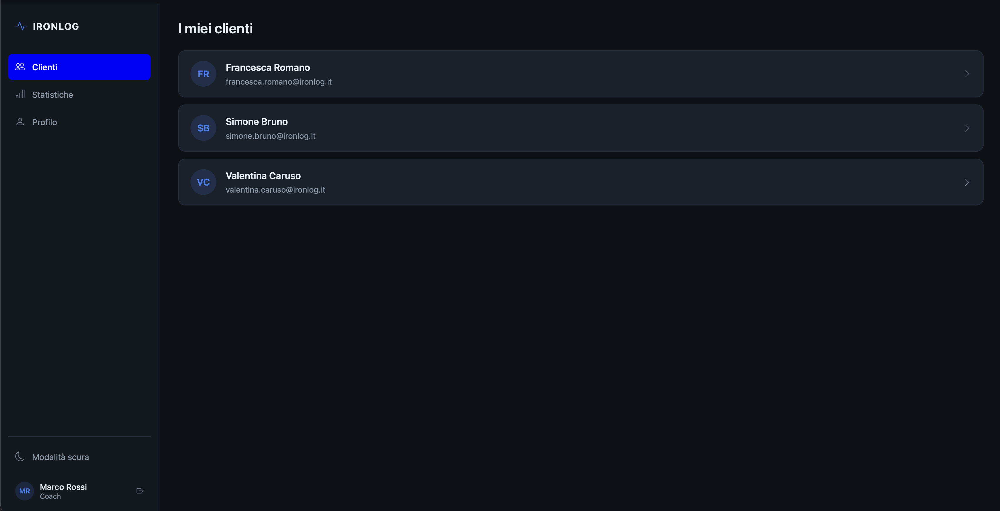 IRONLOG
Clienti
Statistiche
Profilo
Modalità scura
MR
Marco Rossi
Coach
I miei clienti
FR
Francesca Romano
francesca.romano@ironlog.it
SB
Simone Bruno
simone.bruno@ironlog.it
VC
Valentina Caruso
valentina.caruso@ironlog.it